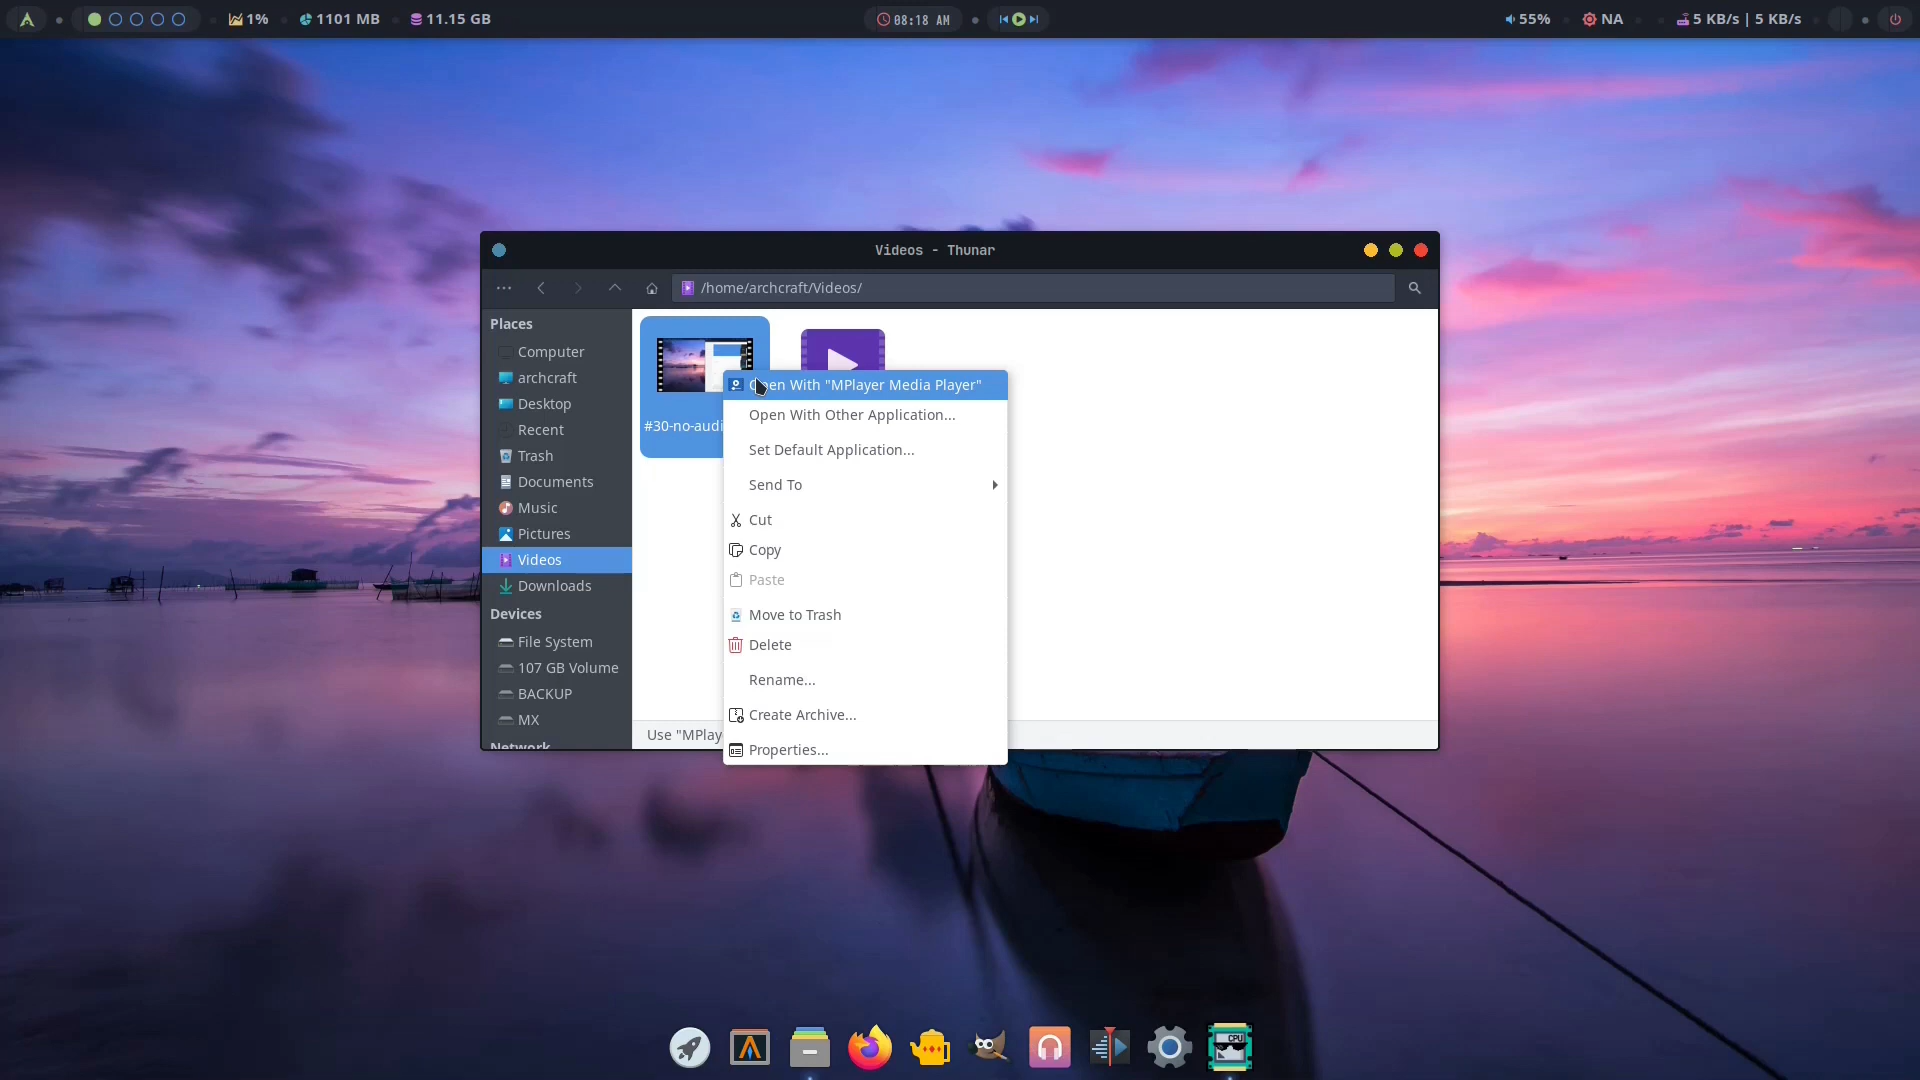 1% 1101 MB 11.15 GB 08:18 AM 55% NA 5 KB/s | 5 KB/s
Videos - Thunar
/home/archcraft/Videos/
Places
Computer
archcraft
Desktop
Recent
Trash
Documents
Music
Pictures
Videos
Downloads
Devices
File System
107 GB Volume
BACKUP
MX
Network
#30-no-audi
Open With "MPlayer Media Player"
Open With Other Application...
Set Default Application...
Send To
Cut
Copy
Paste
Move to Trash
Delete
Rename...
Create Archive...
Properties...
Use "MPlay
CPU